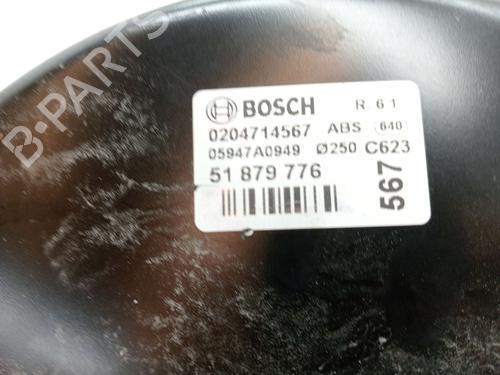 BOSCH R. 61
0204714567 ABS 640
05947A0949 Ø250 C623
51 879 776
567
B-PARTS